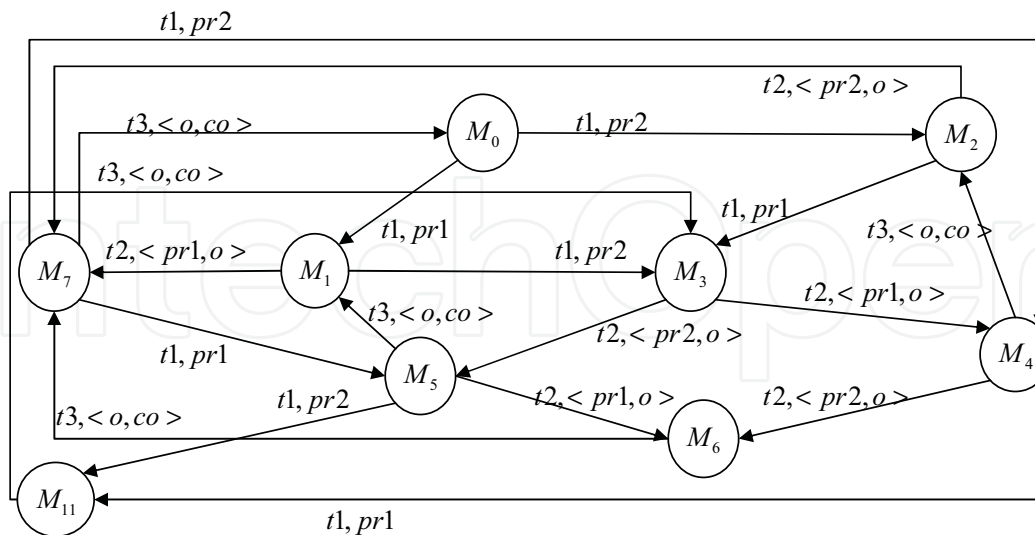 t1, pr2
t2, < pr2, o >
t3, < o, co >
M0
t1, pr2
M2
t3, < o, co >
t1, pr1
t1, pr1
t3, < o, co >
t2, < pr1, o >
t1, pr2
M7
M1
M3
t2, < pr1, o >
t3, < o, co >
t2, < pr2, o >
t1, pr1
M4
M5
t1, pr2
t2, < pr1, o >
t2, < pr2, o >
t3, < o, co >
M6
M11
t1, pr1
ntechOpen